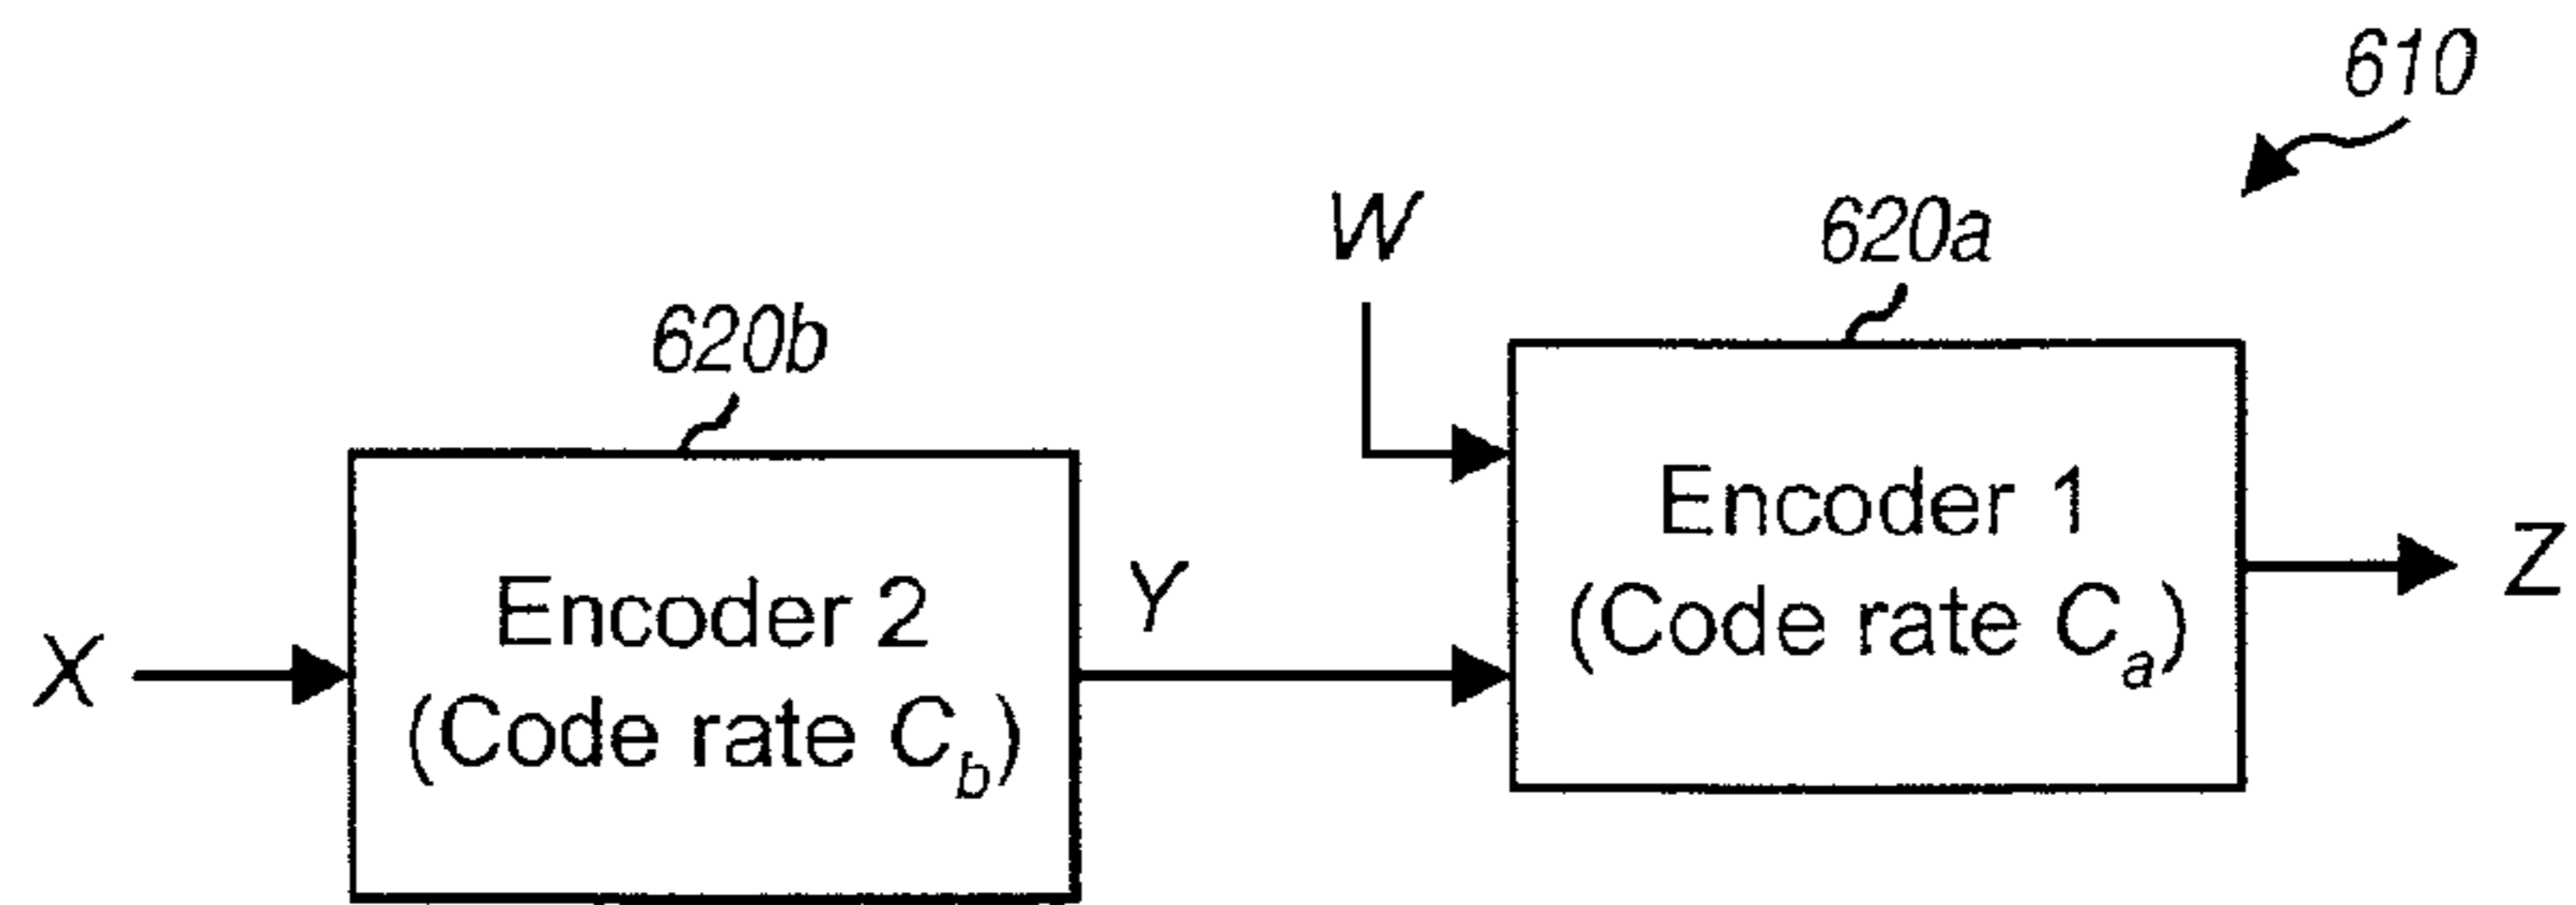 610
W
620a
620b
Encoder 1
(Code rate Ca)
Z
Y
Encoder 2
(Code rate Cb)
X